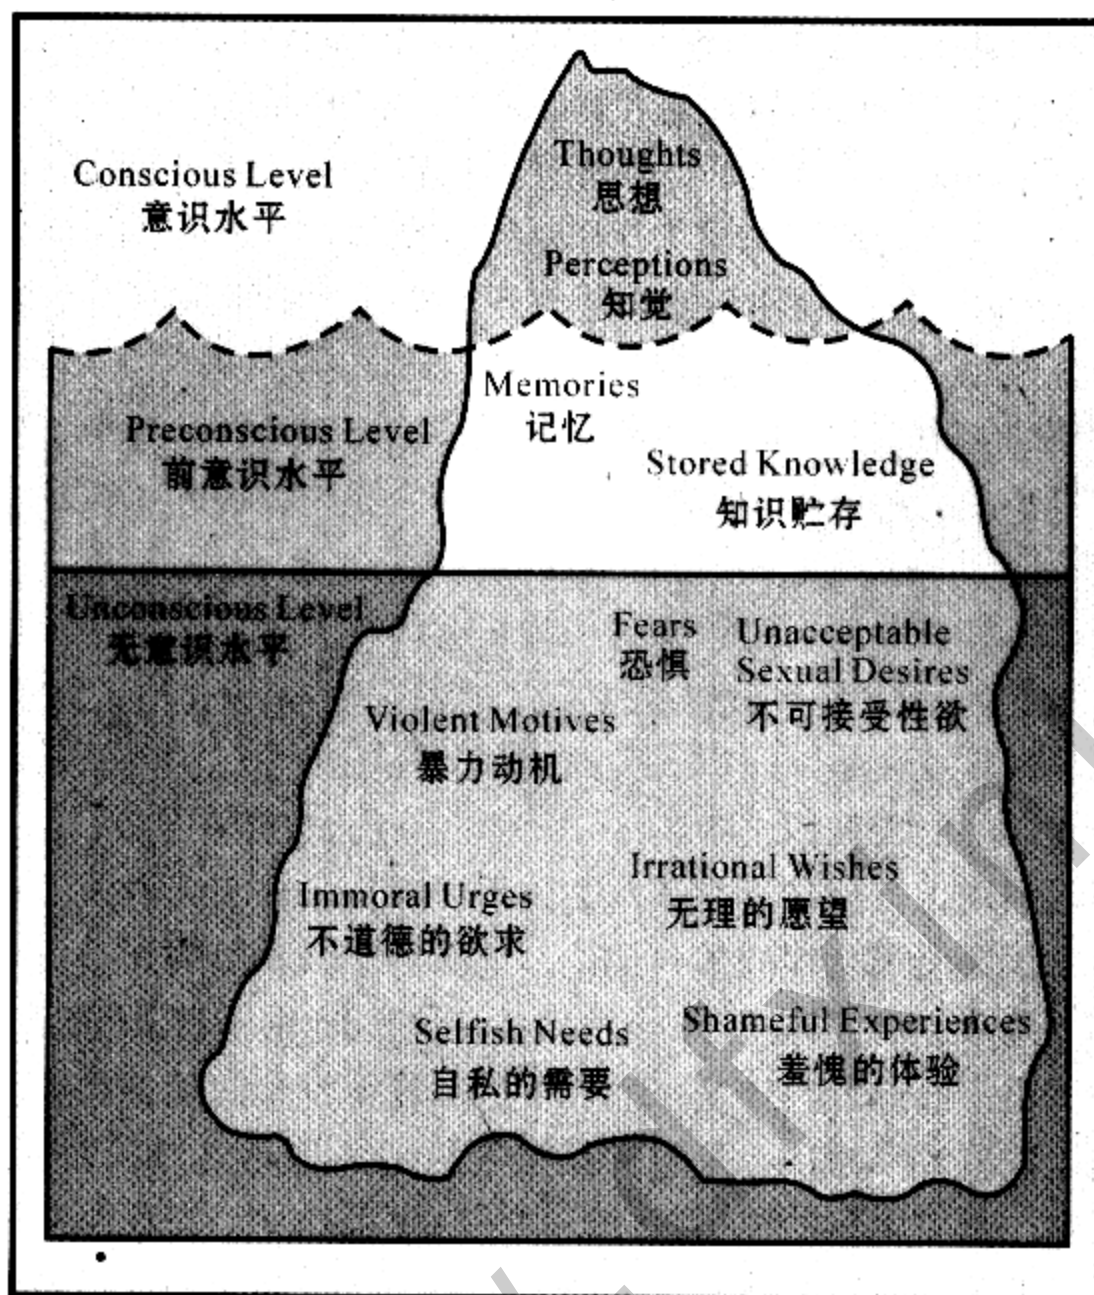 Thoughts
思想
Conscious Level
意识水平
Perceptions
知觉
Memories
记忆
Preconscious Level
前意识水平
Stored Knowledge
知识贮存
Unconscious Level
无意识水平
Fears
恐惧
Unacceptable
Sexual Desires
不可接受性欲
Violent Motives
暴力动机
Irrational Wishes
无理的愿望
Immoral Urges
不道德的欲求
Selfish Needs
自私的需要
Shameful Experiences
羞愧的体验